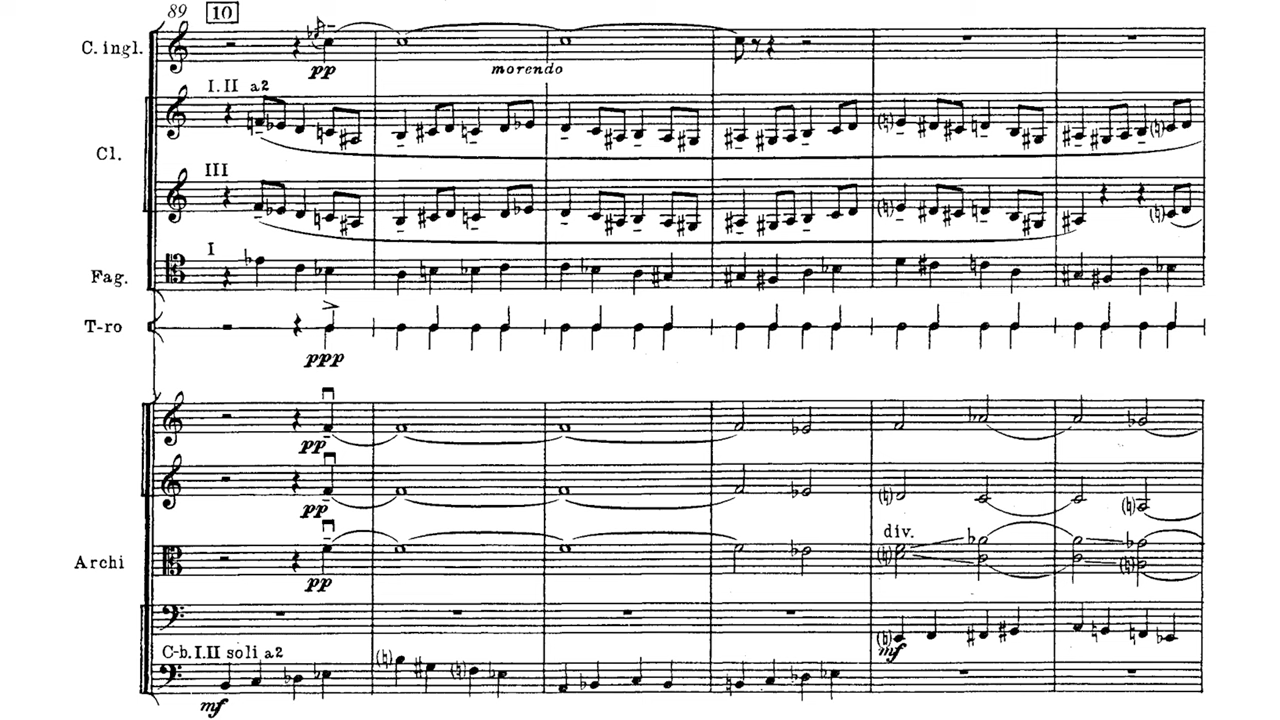 89 10
C. ingl.
pp
morendo
I. II a2
Cl.
III
I
Fag.
T-ro
ppp
pp
pp
div.
Archi
pp
mf
C-b. I. II soli a2
mf